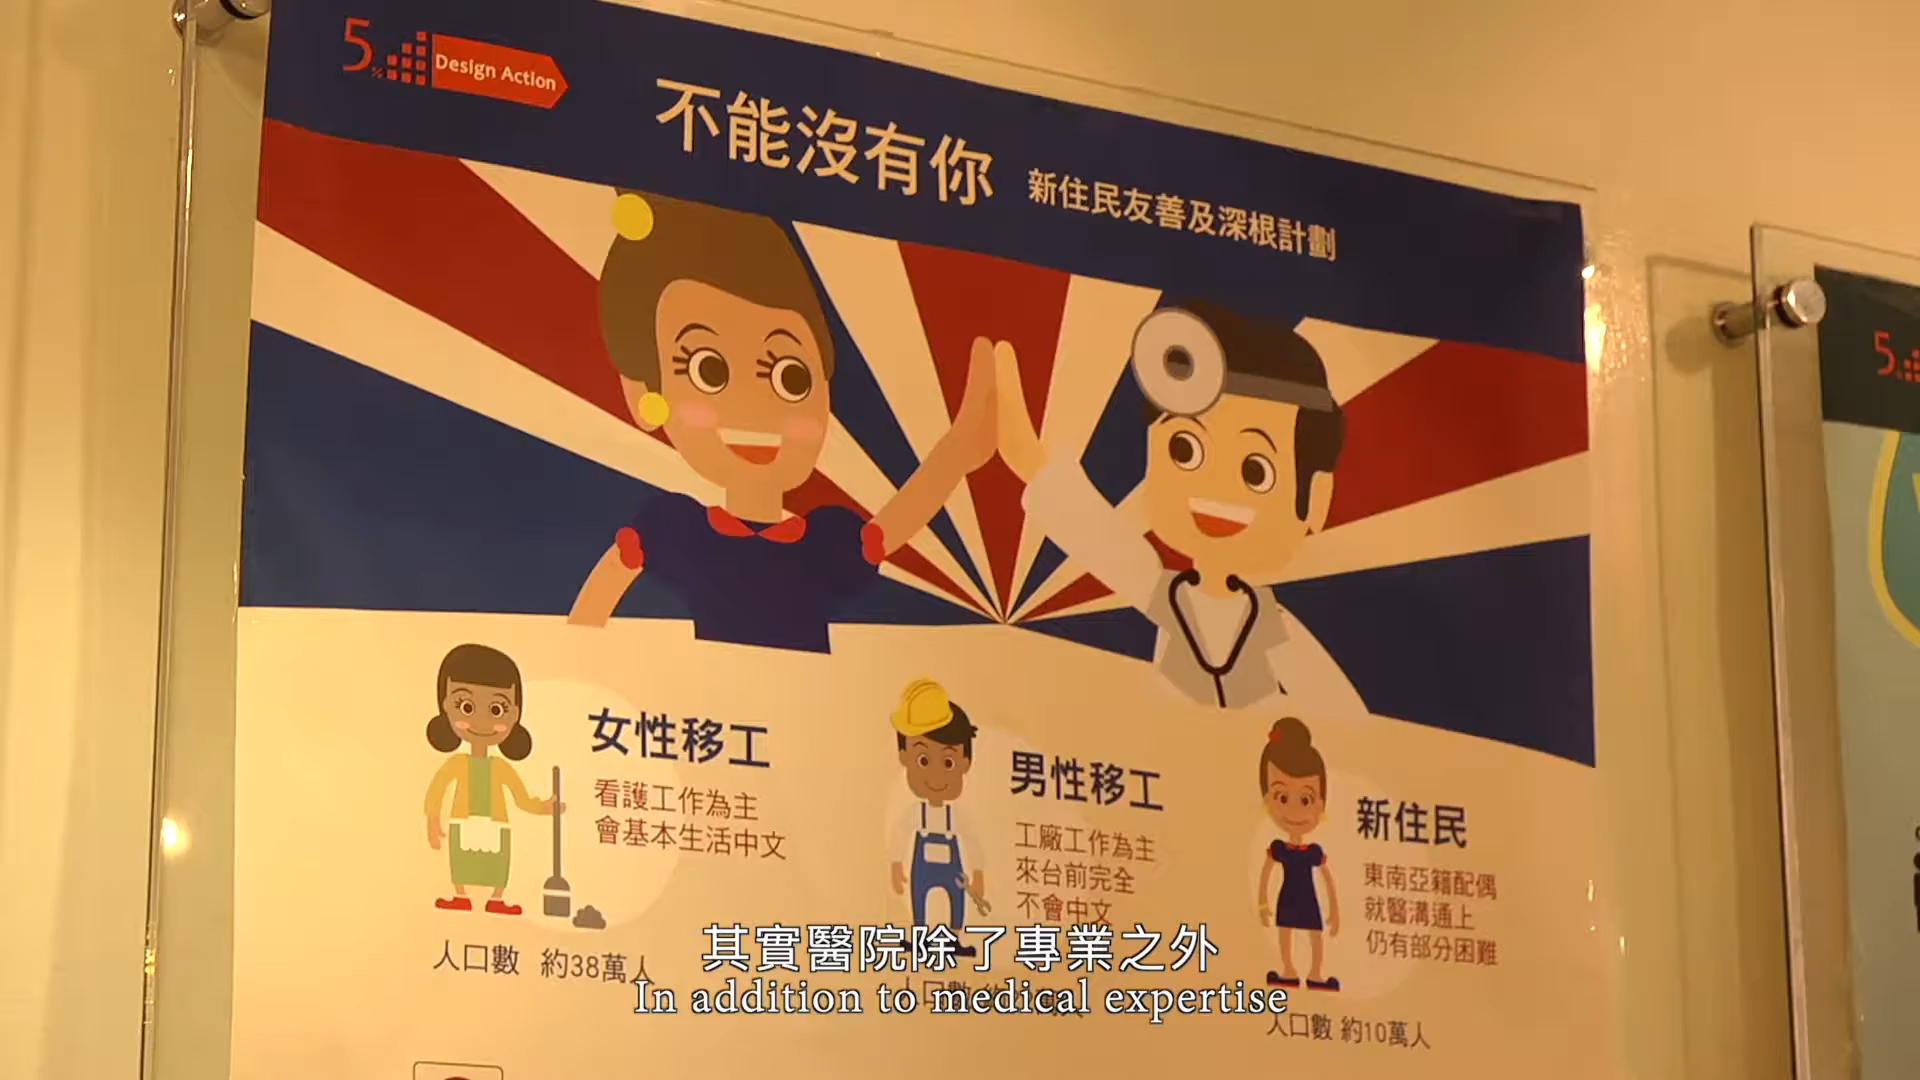 5% Design Action
不能沒有你 新住民友善及深根計劃
女性移工
看護工作為主
會基本生活中文
人口數 約38萬人
男性移工
工廠工作為主
來台前完全
不會中文
新住民
東南亞籍配偶
就醫溝通上
仍有部分困難
人口數 約10萬人
其實醫院除了專業之外
In addition to medical expertise
5